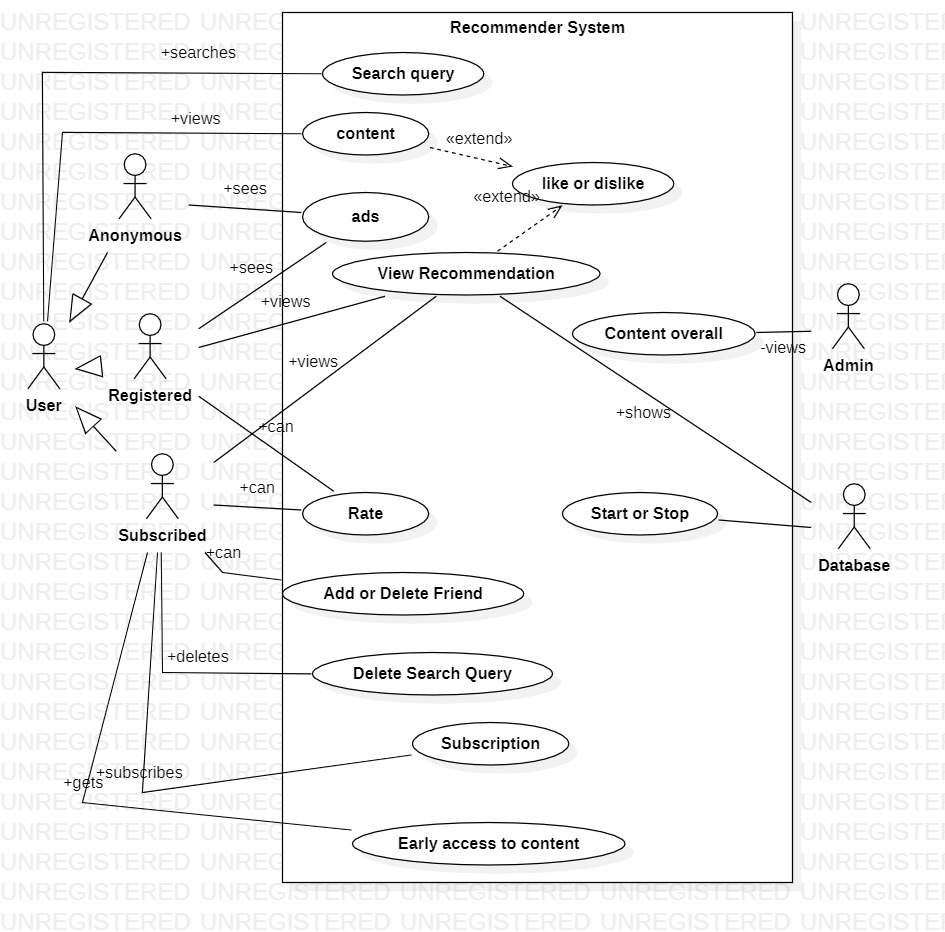 Recommender System
+searches
Search query
+views
content
«extend»
like or dislike
+sees
«extend»
ads
Anonymous
+sees
View Recommendation
+views
Content overall
-views
+views
Admin
Registered
User
+shows
+can
+can
Rate
Start or Stop
Subscribed
+can
Database
Add or Delete Friend
+deletes
Delete Search Query
Subscription
+subscribes
+gets
Early access to content
UNREGISTERED